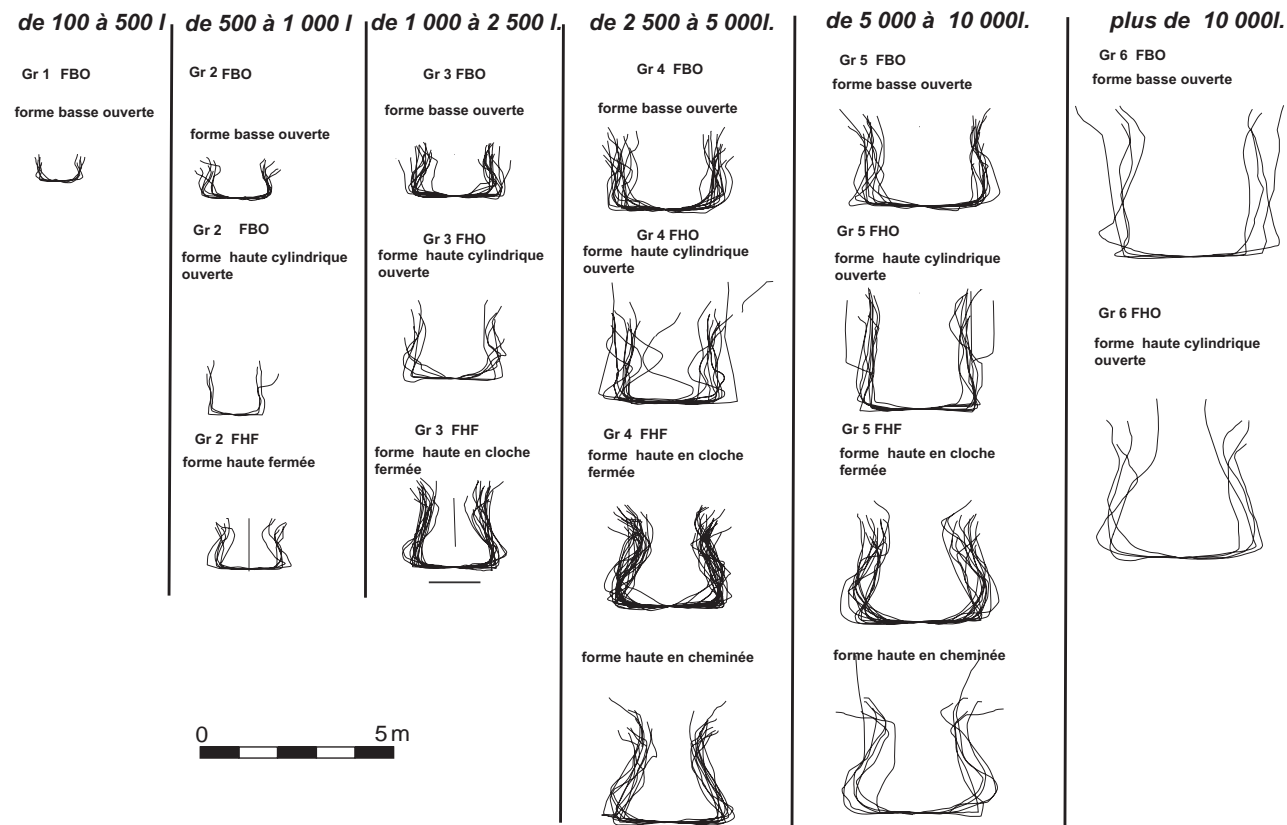 de 100 à 500 l
de 500 à 1 000 l
de 1 000 à 2 500 l.
de 2 500 à 5 000l.
de 5 000 à 10 000l.
plus de 10 000l.
Gr 1 FBO
forme basse ouverte
Gr 2 FBO
forme basse ouverte
Gr 2 FBO
forme haute cylindrique
ouverte
Gr 2 FHF
forme haute fermée
Gr 3 FBO
forme basse ouverte
Gr 3 FHO
forme haute cylindrique
ouverte
Gr 3 FHF
forme haute en cloche
fermée
Gr 4 FBO
forme basse ouverte
Gr 4 FHO
forme haute cylindrique
ouverte
Gr 4 FHF
forme haute en cloche
fermée
forme haute en cheminée
Gr 5 FBO
forme basse ouverte
Gr 5 FHO
forme haute cylindrique
ouverte
Gr 5 FHF
forme haute en cloche
fermée
forme haute en cheminée
Gr 6 FBO
forme basse ouverte
Gr 6 FHO
forme haute cylindrique
ouverte
0 5 m